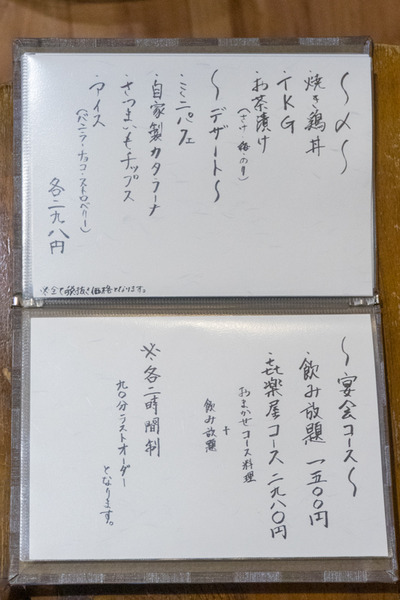 〜〆〜
・焼き鶏丼
・TKG
・お茶漬け
（さけ 梅 のり）
〜デザート〜
・ミニパフェ
・自家製カタラーナ
・さつまいもチップス
・アイス
（バニラ・チョコ・ストロベリー）
各二九八円
※全て税抜き価格となります。
〜宴会コース〜
・飲み放題 一五〇〇円
・㐂楽屋コース 二九八〇円
おまかせコース料理
+
飲み放題
※各二時間制
九〇分ラストオーダー
となります。